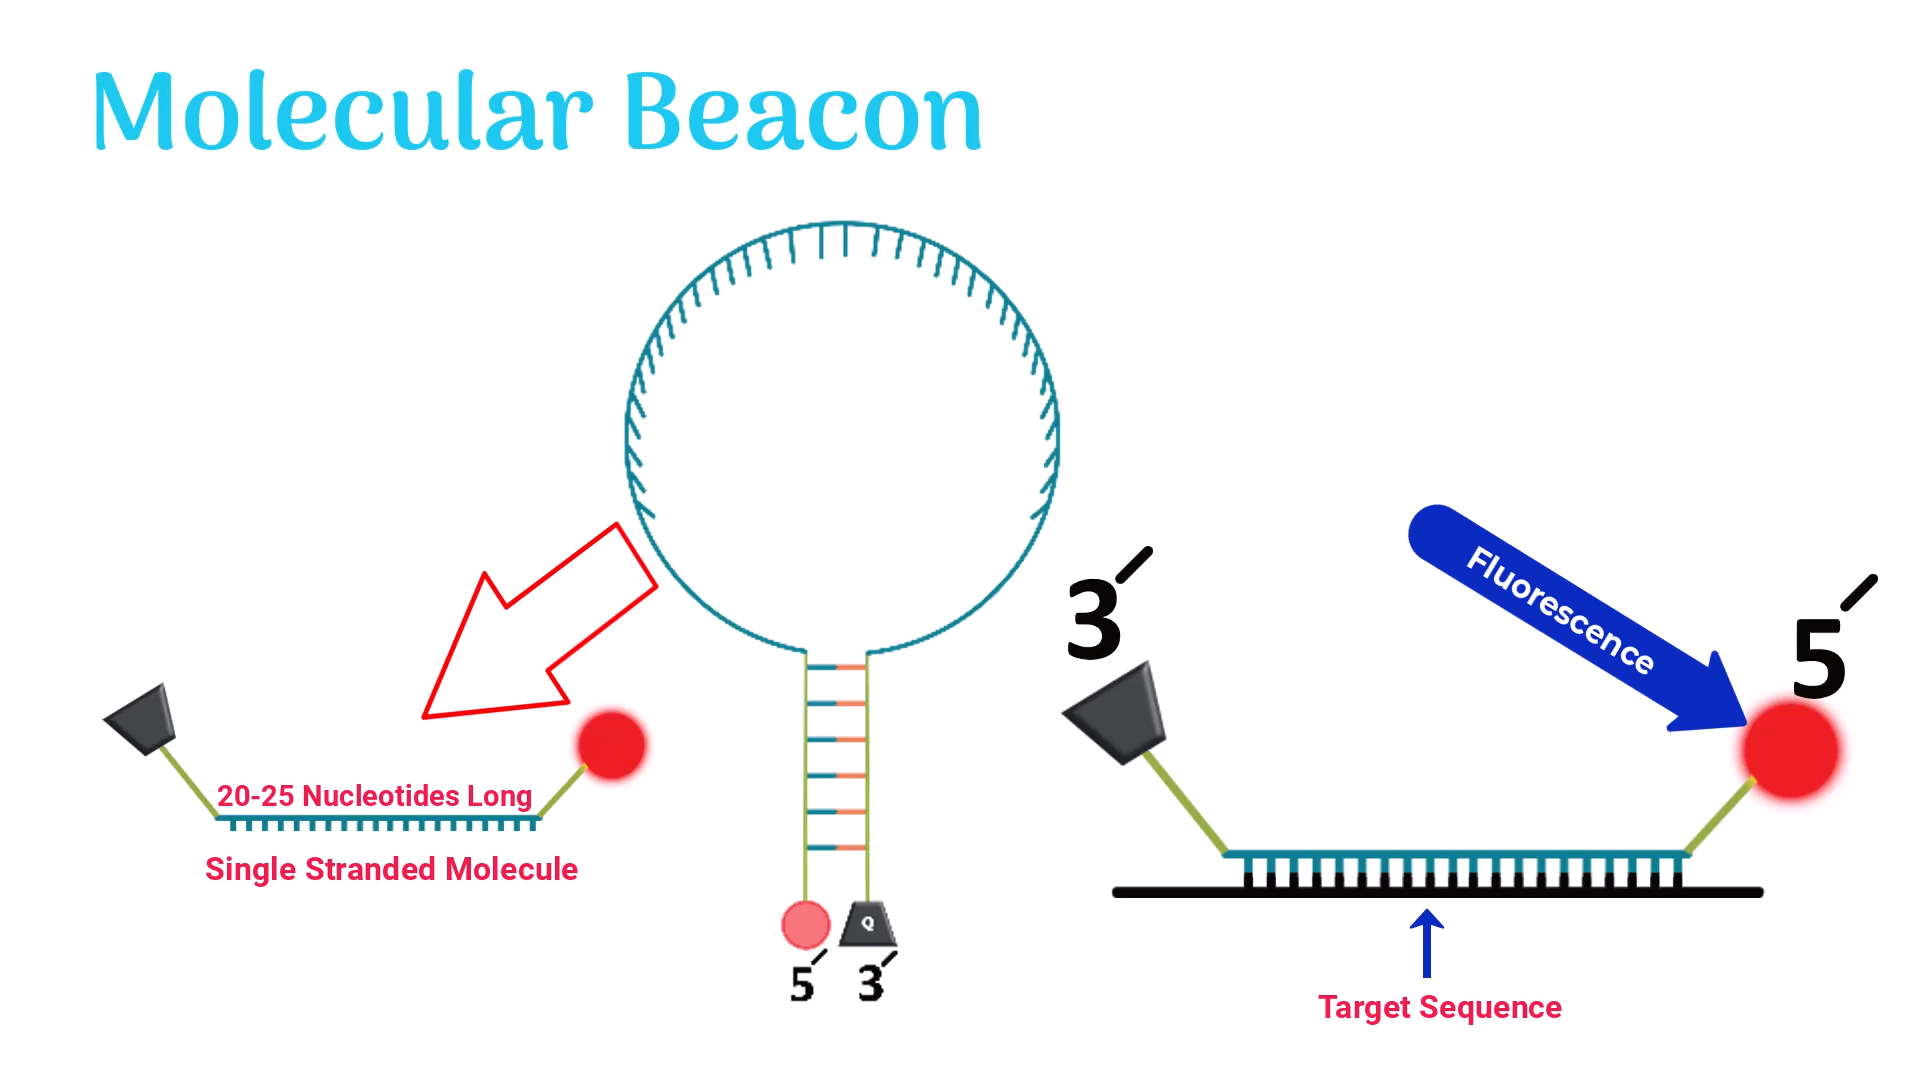 Molecular Beacon
20-25 Nucleotides Long
Single Stranded Molecule
Q
5′ 3′
3′
Fluorescence
5′
Target Sequence